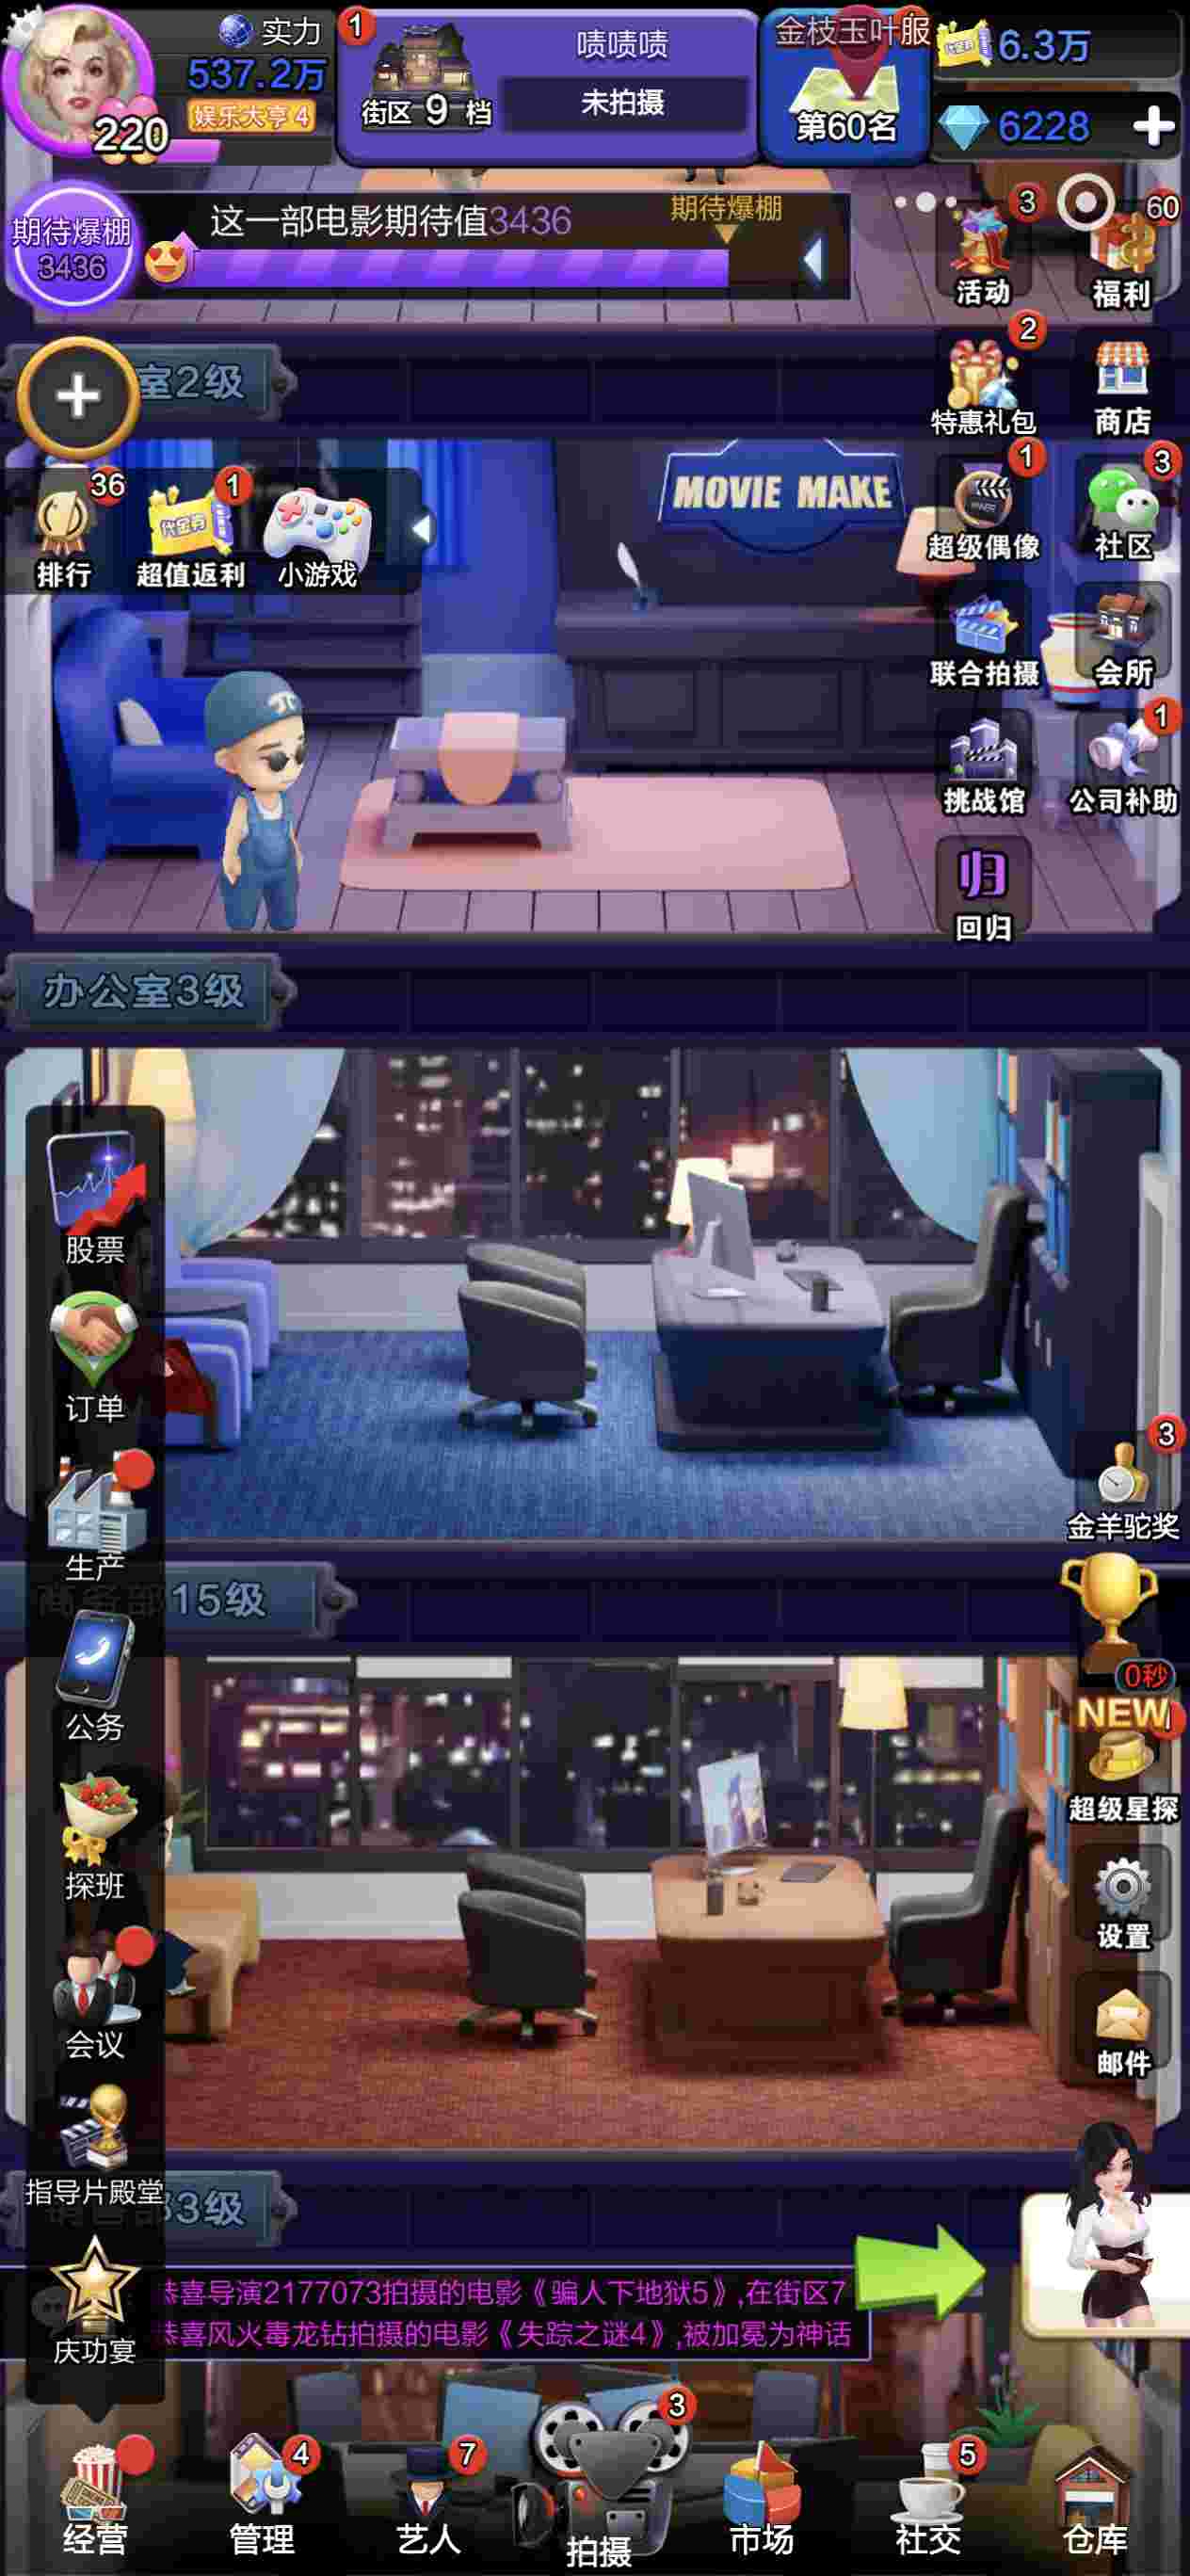 实力
537.2万
娱乐大亨 4
220
1
街区 9 档
啧啧啧
未拍摄
金枝玉叶服
第60名
代金券
6.3万
6228
期待爆棚
3436
这一部电影期待值3436
期待爆棚
3
活动
60
福利
室2级
2
特惠礼包
商店
36
排行
1
超值返利
小游戏
MOVIE MAKE
1
超级偶像
3
社区
联合拍摄
会所
挑战馆
1
公司补助
归
回归
办公室3级
股票
订单
生产
商务部15级
公务
探班
会议
指导片殿堂
3级
庆功宴
3
金羊驼奖
0秒
NEW
超级星探
设置
邮件
恭喜导演2177073拍摄的电影《骗人下地狱5》,在街区7
恭喜风火毒龙钻拍摄的电影《失踪之谜4》,被加冕为神话
经营
4
管理
7
艺人
3
拍摄
市场
5
社交
仓库